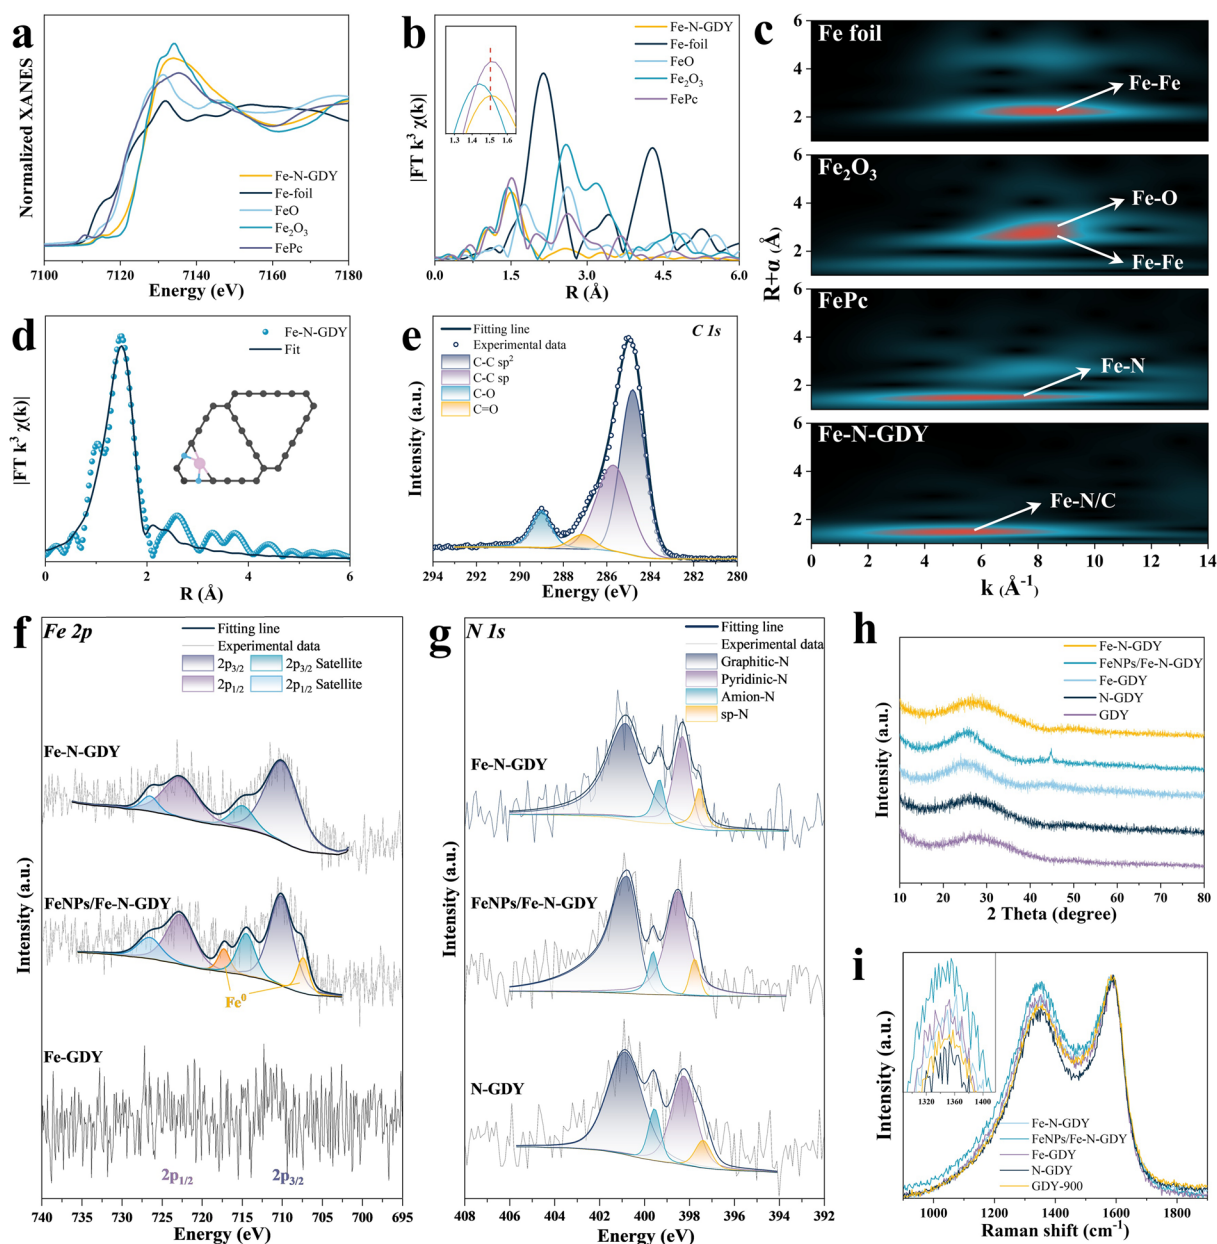 a
Normalized XANES
Fe-N-GDY
Fe-foil
FeO
Fe₂O₃
FePc
7100 7120 7140 7160 7180
Energy (eV)
b
|FT k³ χ(k)|
Fe-N-GDY
Fe-foil
FeO
Fe₂O₃
FePc
1.3 1.4 1.5 1.6
0.0 1.5 3.0 4.5 6.0
R (Å)
c
R+α (Å)
Fe foil
Fe-Fe
6
4
2
Fe₂O₃
Fe-O
Fe-Fe
6
4
2
FePc
Fe-N
6
4
2
Fe-N-GDY
Fe-N/C
6
4
2
0 2 4 6 8 10 12 14
k (Å⁻¹)
d
|FT k³ χ(k)|
Fe-N-GDY
Fit
0 2 4 6
R (Å)
e
C 1s
Intensity (a.u.)
Fitting line
Experimental data
C-C sp²
C-C sp
C-O
C=O
294 292 290 288 286 284 282 280
Energy (eV)
f
Fe 2p
Intensity (a.u.)
Fitting line
Experimental data
2p₃/₂ 2p₃/₂ Satellite
2p₁/₂ 2p₁/₂ Satellite
Fe-N-GDY
FeNPs/Fe-N-GDY
Fe⁰
Fe-GDY
2p₁/₂ 2p₃/₂
740 735 730 725 720 715 710 705 700 695
Energy (eV)
g
N 1s
Intensity (a.u.)
Fitting line
Experimental data
Graphitic-N
Pyridinic-N
Amion-N
sp-N
Fe-N-GDY
FeNPs/Fe-N-GDY
N-GDY
408 406 404 402 400 398 396 394 392
Energy (eV)
h
Intensity (a.u.)
Fe-N-GDY
FeNPs/Fe-N-GDY
Fe-GDY
N-GDY
GDY
10 20 30 40 50 60 70 80
2 Theta (degree)
i
Intensity (a.u.)
1320 1360 1400
Fe-N-GDY
FeNPs/Fe-N-GDY
Fe-GDY
N-GDY
GDY-900
1000 1200 1400 1600 1800
Raman shift (cm⁻¹)